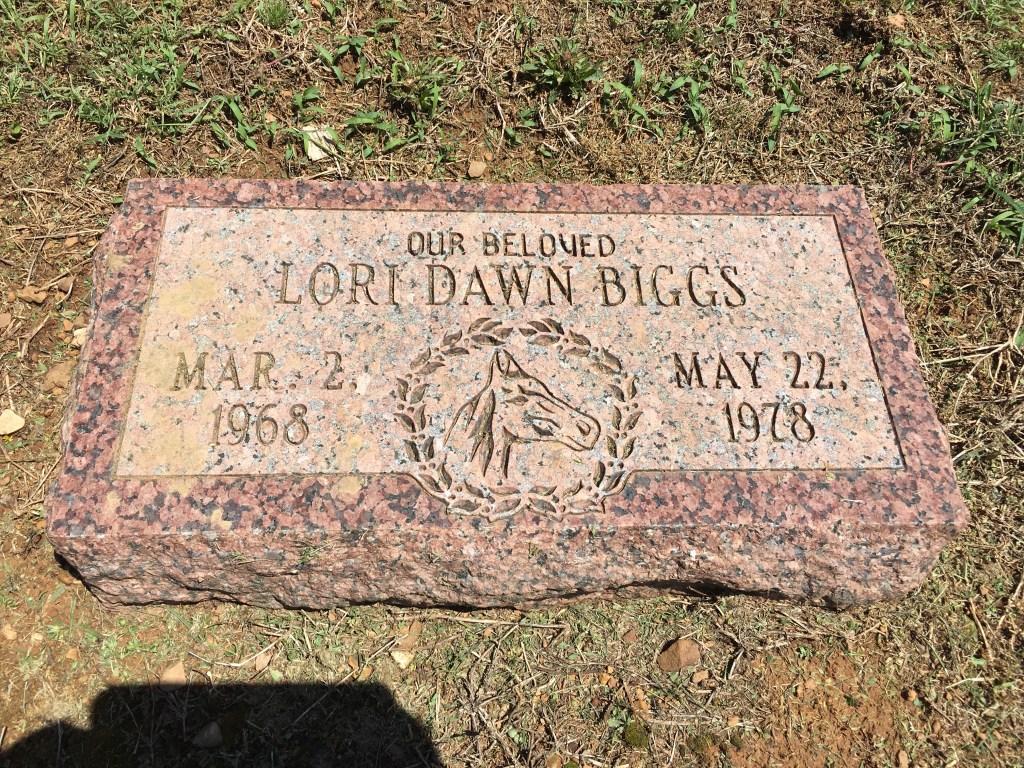 OUR BELOVED
LORI DAWN BIGGS
MAR. 2, MAY 22,
1968 1978